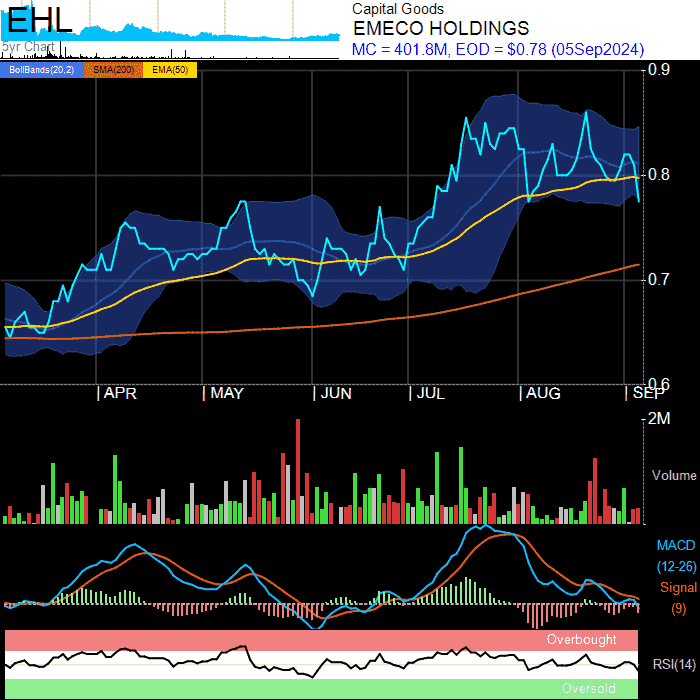 EHL
Capital Goods
EMECO HOLDINGS
MC = 401.8M, EOD = $0.78 (05Sep2024)
5yr Chart
BollBands(20,2) SMA(200) EMA(50)
0.9
0.8
0.7
0.6
APR MAY JUN JUL AUG SEP
2M
Volume
MACD
(12-26)
Signal
(9)
Overbought
RSI(14)
Oversold